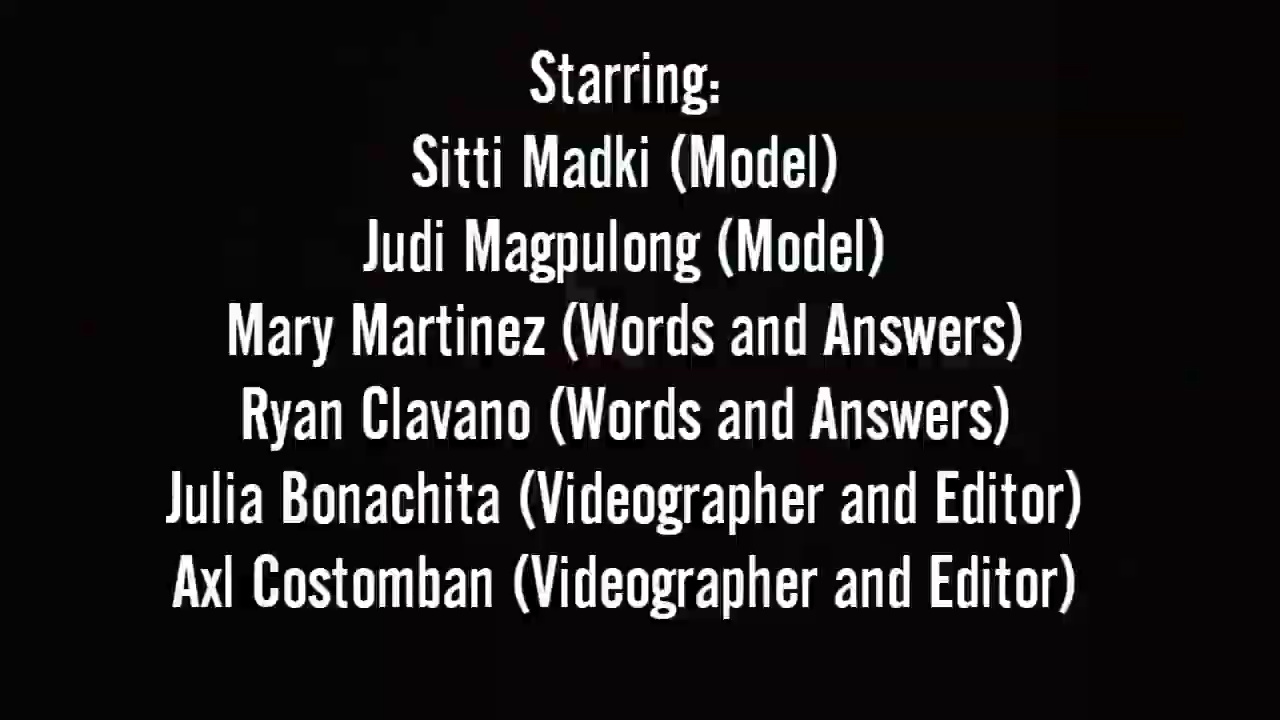 Starring:
Sitti Madki (Model)
Judi Magpulong (Model)
Mary Martinez (Words and Answers)
Ryan Clavano (Words and Answers)
Julia Bonachita (Videographer and Editor)
Axl Costomban (Videographer and Editor)